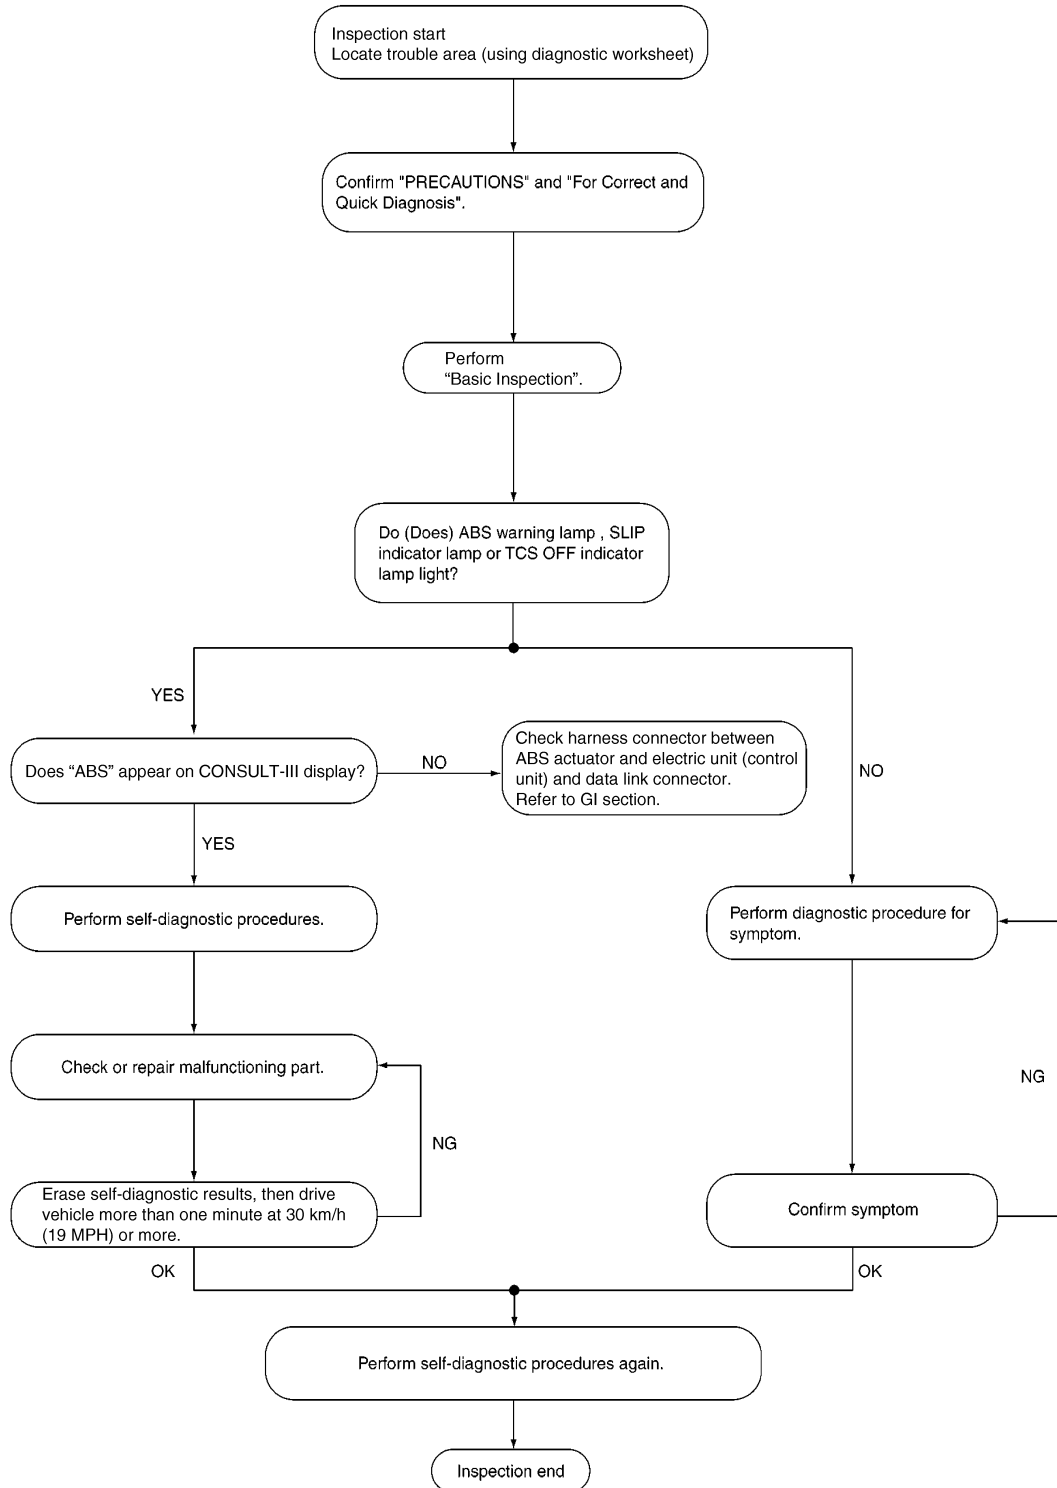 Inspection start
Locate trouble area (using diagnostic worksheet)
Confirm "PRECAUTIONS" and "For Correct and
Quick Diagnosis".
Perform
“Basic Inspection”.
Do (Does) ABS warning lamp , SLIP
indicator lamp or TCS OFF indicator
lamp light?
YES
NO
Does “ABS” appear on CONSULT-III display?
NO
Check harness connector between
ABS actuator and electric unit (control
unit) and data link connector.
Refer to GI section.
YES
Perform self-diagnostic procedures.
Perform diagnostic procedure for
symptom.
Check or repair malfunctioning part.
NG
NG
Erase self-diagnostic results, then drive
vehicle more than one minute at 30 km/h
(19 MPH) or more.
Confirm symptom
OK
OK
Perform self-diagnostic procedures again.
Inspection end